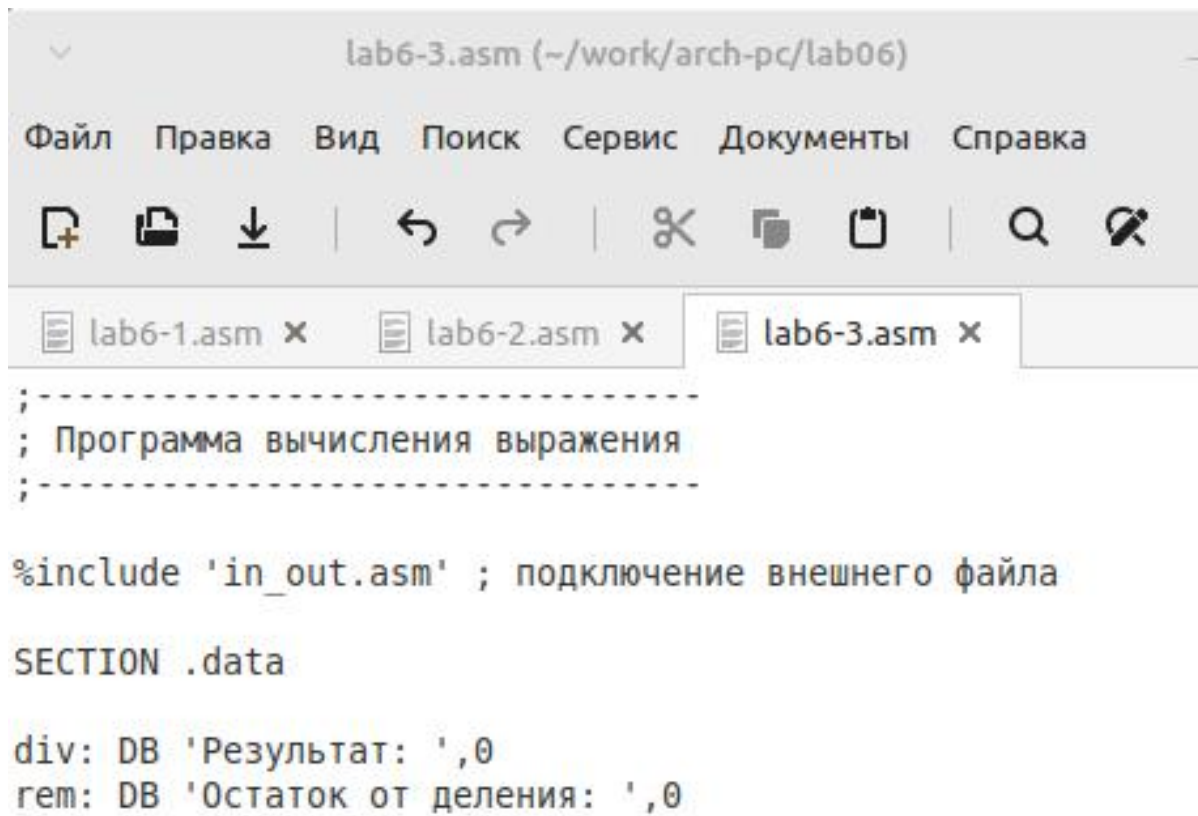 lab6-3.asm (~/work/arch-pc/lab06)
Файл Правка Вид Поиск Сервис Документы Справка
lab6-1.asm lab6-2.asm lab6-3.asm
;---------------------------------
; Программа вычисления выражения
;---------------------------------
%include 'in_out.asm' ; подключение внешнего файла
SECTION .data
div: DB 'Результат: ',0
rem: DB 'Остаток от деления: ',0